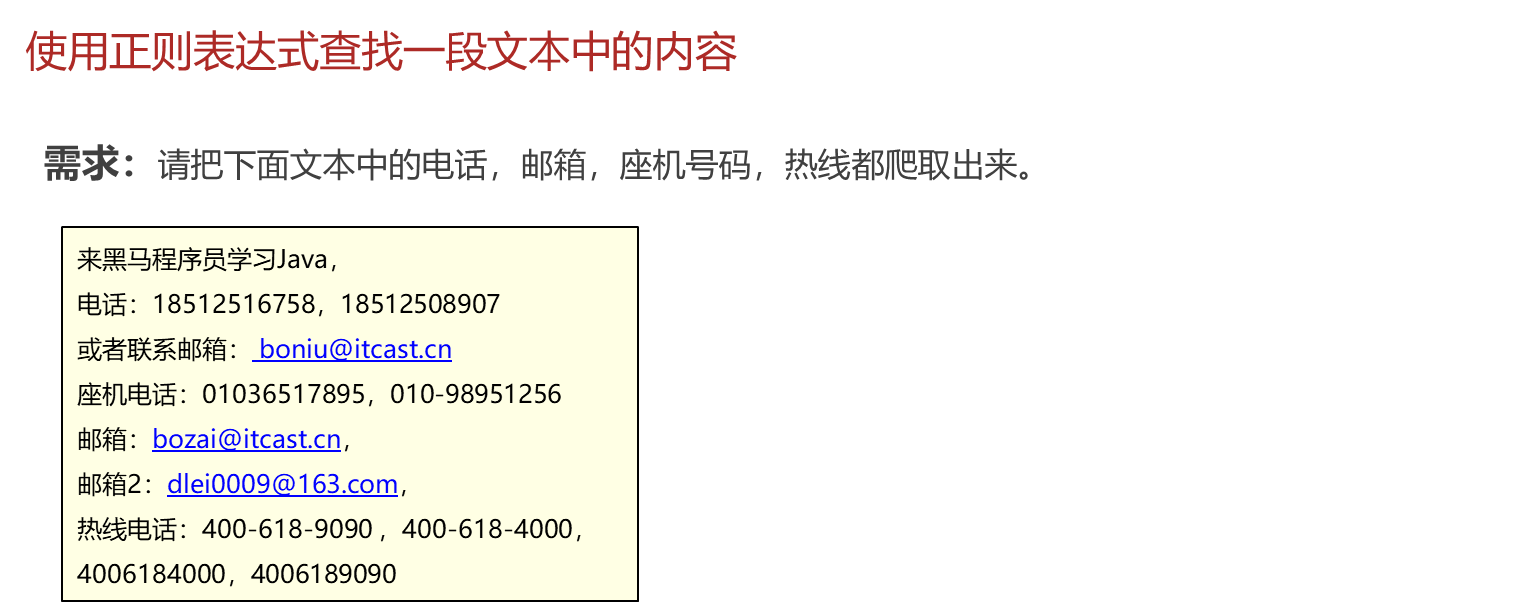 使用正则表达式查找一段文本中的内容
需求：请把下面文本中的电话，邮箱，座机号码，热线都爬取出来。
来黑马程序员学习Java，
电话：18512516758，18512508907
或者联系邮箱： boniu@itcast.cn
座机电话：01036517895，010-98951256
邮箱：bozai@itcast.cn，
邮箱2：dlei0009@163.com，
热线电话：400-618-9090 ，400-618-4000，
4006184000，4006189090